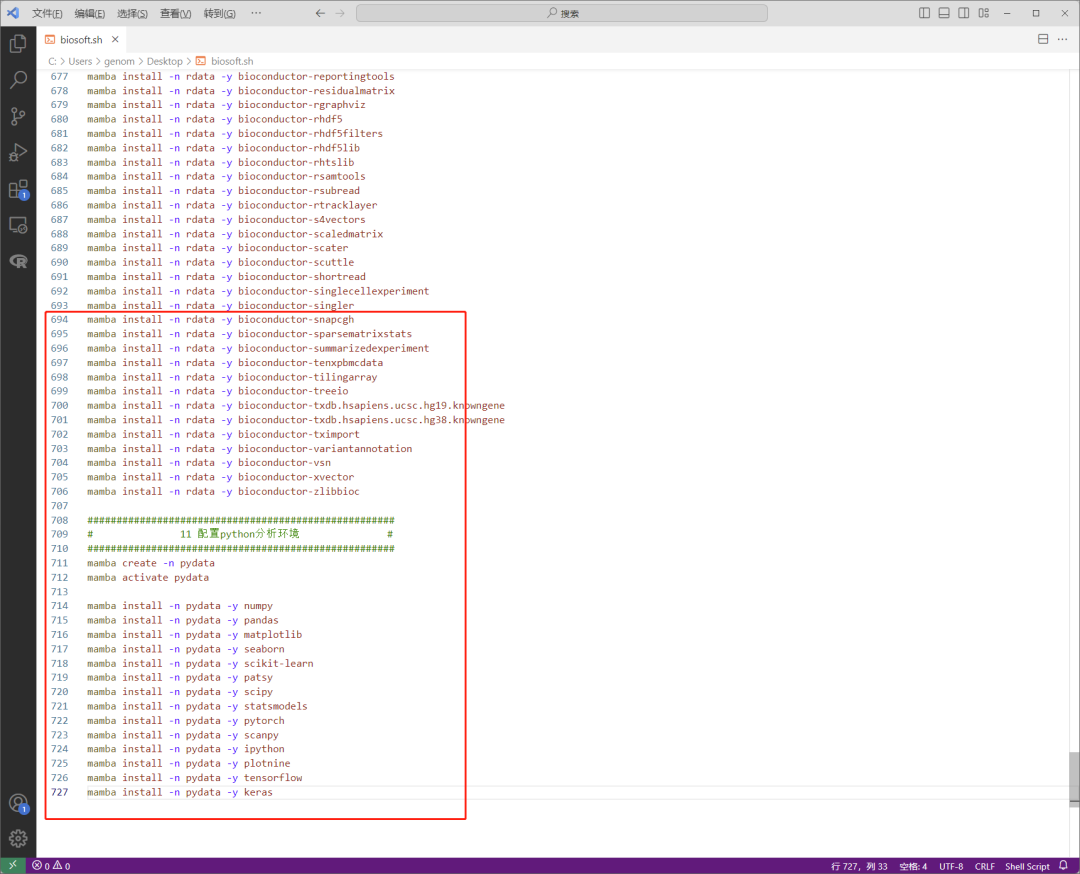 文件(F) 编辑(E) 选择(S) 查看(V) 转到(G) ··· 搜索
biosoft.sh
C: > Users > genom > Desktop > biosoft.sh
677 mamba install -n rdata -y bioconductor-reportingtools
678 mamba install -n rdata -y bioconductor-residualmatrix
679 mamba install -n rdata -y bioconductor-rgraphviz
680 mamba install -n rdata -y bioconductor-rhdf5
681 mamba install -n rdata -y bioconductor-rhdf5filters
682 mamba install -n rdata -y bioconductor-rhdf5lib
683 mamba install -n rdata -y bioconductor-rhtslib
684 mamba install -n rdata -y bioconductor-rsamtools
685 mamba install -n rdata -y bioconductor-rsubread
686 mamba install -n rdata -y bioconductor-rtracklayer
687 mamba install -n rdata -y bioconductor-s4vectors
688 mamba install -n rdata -y bioconductor-scaledmatrix
689 mamba install -n rdata -y bioconductor-scater
690 mamba install -n rdata -y bioconductor-scuttle
691 mamba install -n rdata -y bioconductor-shortread
692 mamba install -n rdata -y bioconductor-singlecellexperiment
693 mamba install -n rdata -y bioconductor-singler
694 mamba install -n rdata -y bioconductor-snapcgh
695 mamba install -n rdata -y bioconductor-sparsematrixstats
696 mamba install -n rdata -y bioconductor-summarizedexperiment
697 mamba install -n rdata -y bioconductor-tenxpbmcdata
698 mamba install -n rdata -y bioconductor-tilingarray
699 mamba install -n rdata -y bioconductor-treeio
700 mamba install -n rdata -y bioconductor-txdb.hsapiens.ucsc.hg19.knowngene
701 mamba install -n rdata -y bioconductor-txdb.hsapiens.ucsc.hg38.knowngene
702 mamba install -n rdata -y bioconductor-tximport
703 mamba install -n rdata -y bioconductor-variantannotation
704 mamba install -n rdata -y bioconductor-vsn
705 mamba install -n rdata -y bioconductor-xvector
706 mamba install -n rdata -y bioconductor-zlibbioc
707
708 #####################################################
709 # 11 配置python分析环境 #
710 #####################################################
711 mamba create -n pydata
712 mamba activate pydata
713
714 mamba install -n pydata -y numpy
715 mamba install -n pydata -y pandas
716 mamba install -n pydata -y matplotlib
717 mamba install -n pydata -y seaborn
718 mamba install -n pydata -y scikit-learn
719 mamba install -n pydata -y patsy
720 mamba install -n pydata -y scipy
721 mamba install -n pydata -y statsmodels
722 mamba install -n pydata -y pytorch
723 mamba install -n pydata -y scanpy
724 mamba install -n pydata -y ipython
725 mamba install -n pydata -y plotnine
726 mamba install -n pydata -y tensorflow
727 mamba install -n pydata -y keras
1
R
1
0 0 行 727，列 33 空格: 4 UTF-8 CRLF Shell Script